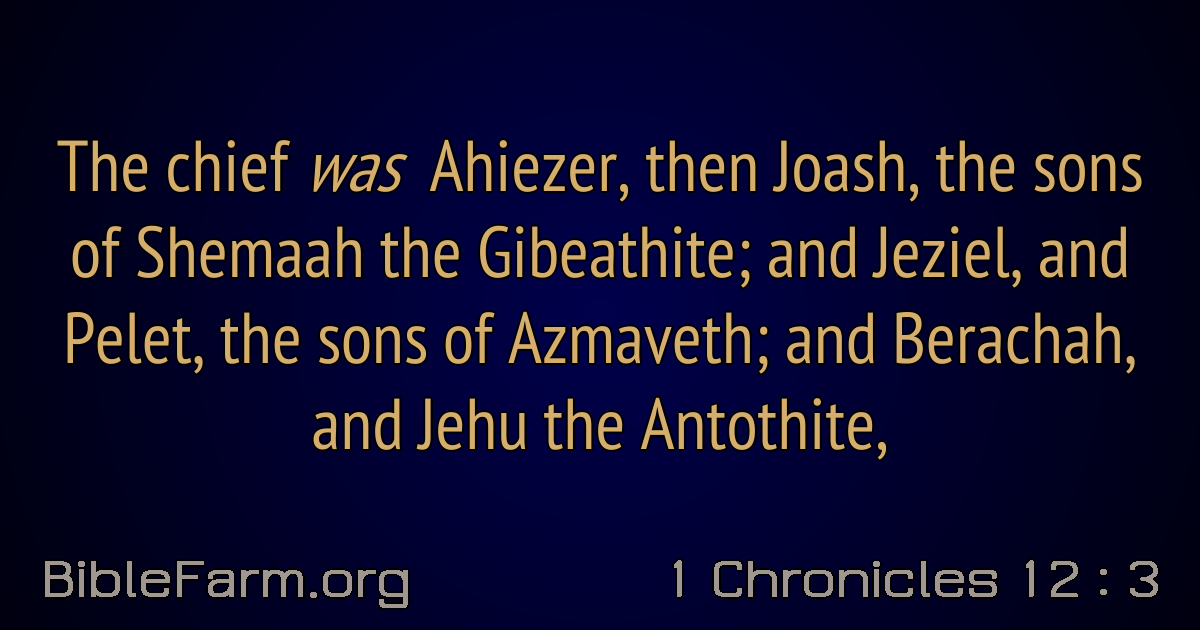 The chief was Ahiezer, then Joash, the sons
of Shemaah the Gibeathite; and Jeziel, and
Pelet, the sons of Azmaveth; and Berachah,
and Jehu the Antothite,
BibleFarm.org
1 Chronicles 12 : 3